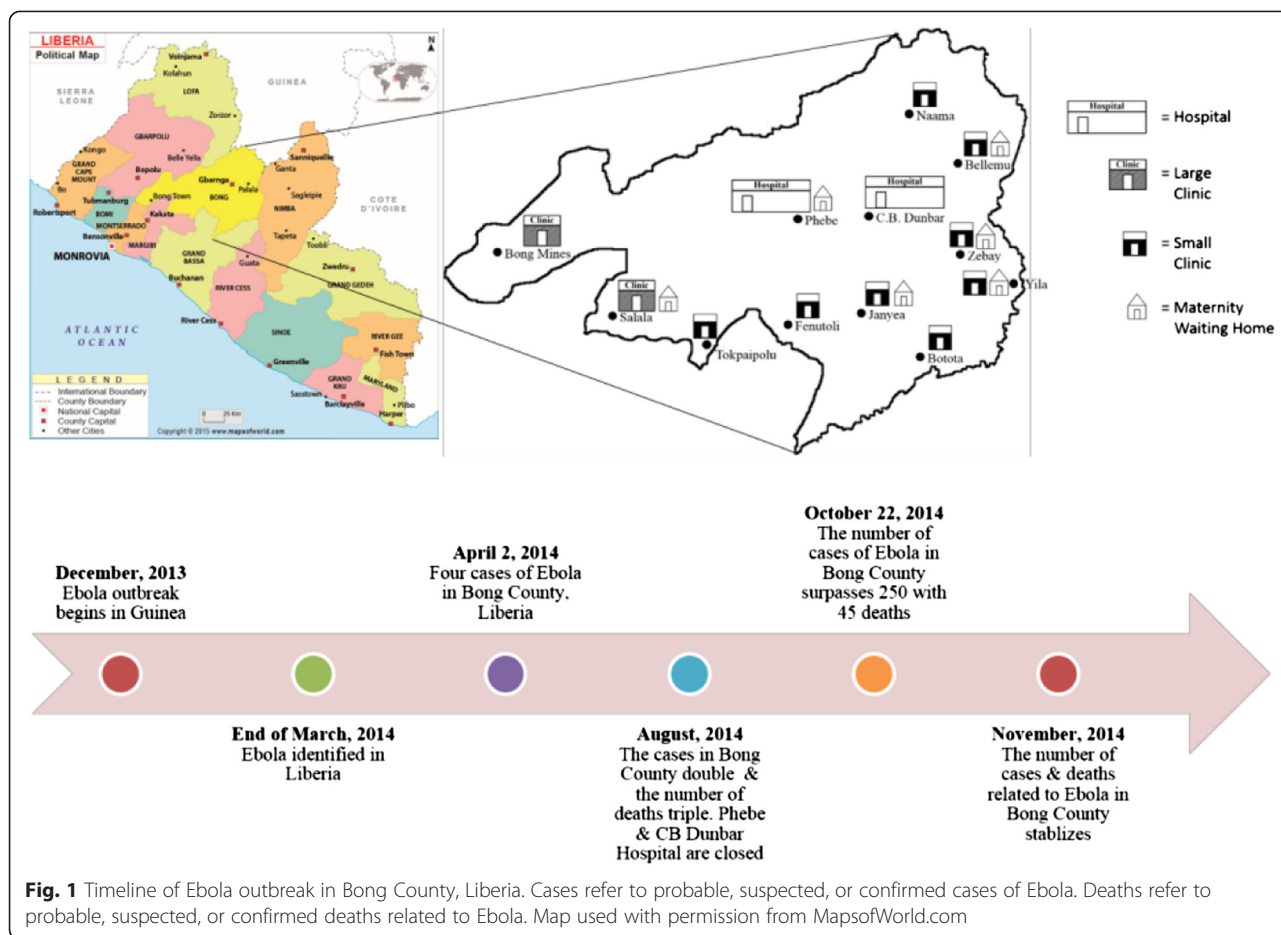 LIBERIA
Political Map
N
SIERRA
LEONE
GUINEA
COTE
D'IVOIRE
ATLANTIC
OCEAN
Voinjama
Kolahun
LOFA
Zorzor
GBARPOLU
Belle Yella
Bopolu
Kongo
GRAND
CAPE
MOUNT
Bo
Robertsport
Tubmanburg
BOMI
MONTSERRADO
Bensonville
MONROVIA
Gbarnga
Palala
Bong Town
BONG
Kakata
MARGIBI
Sanniquellie
Ganta
Sagleipie
NIMBA
Tapeta
Toobli
GRAND
BASSA
Guata
Buchanan
RIVER CESS
River Cess
Zwedru
GRAND GEDEH
SINOE
Greenville
RIVER GEE
Fish Town
GRAND
KRU
MARYLAND
Sasstown
Barclayville
Plibo
Harper
LEGEND
International Boundary
County Boundary
National Capital
County Capital
Other Cities
0 25 Km
Copyright © 2015 www.mapsofworld.com
Naama
Bellemu
Hospital
Phebe
Hospital
C.B. Dunbar
Clinic
Bong Mines
Zebay
Yila
Clinic
Salala
Tokpaipolu
Fenutoli
Janyea
Botota
Hospital
= Hospital
Clinic
= Large
Clinic
= Small
Clinic
= Maternity
Waiting Home
December, 2013
Ebola outbreak
begins in Guinea
End of March, 2014
Ebola identified in
Liberia
April 2, 2014
Four cases of Ebola
in Bong County,
Liberia
August, 2014
The cases in Bong
County double &
the number of
deaths triple. Phebe
& CB Dunbar
Hospital are closed
October 22, 2014
The number of
cases of Ebola in
Bong County
surpasses 250 with
45 deaths
November, 2014
The number of
cases & deaths
related to Ebola in
Bong County
stablizes
Fig. 1 Timeline of Ebola outbreak in Bong County, Liberia. Cases refer to probable, suspected, or confirmed cases of Ebola. Deaths refer to
probable, suspected, or confirmed deaths related to Ebola. Map used with permission from MapsofWorld.com